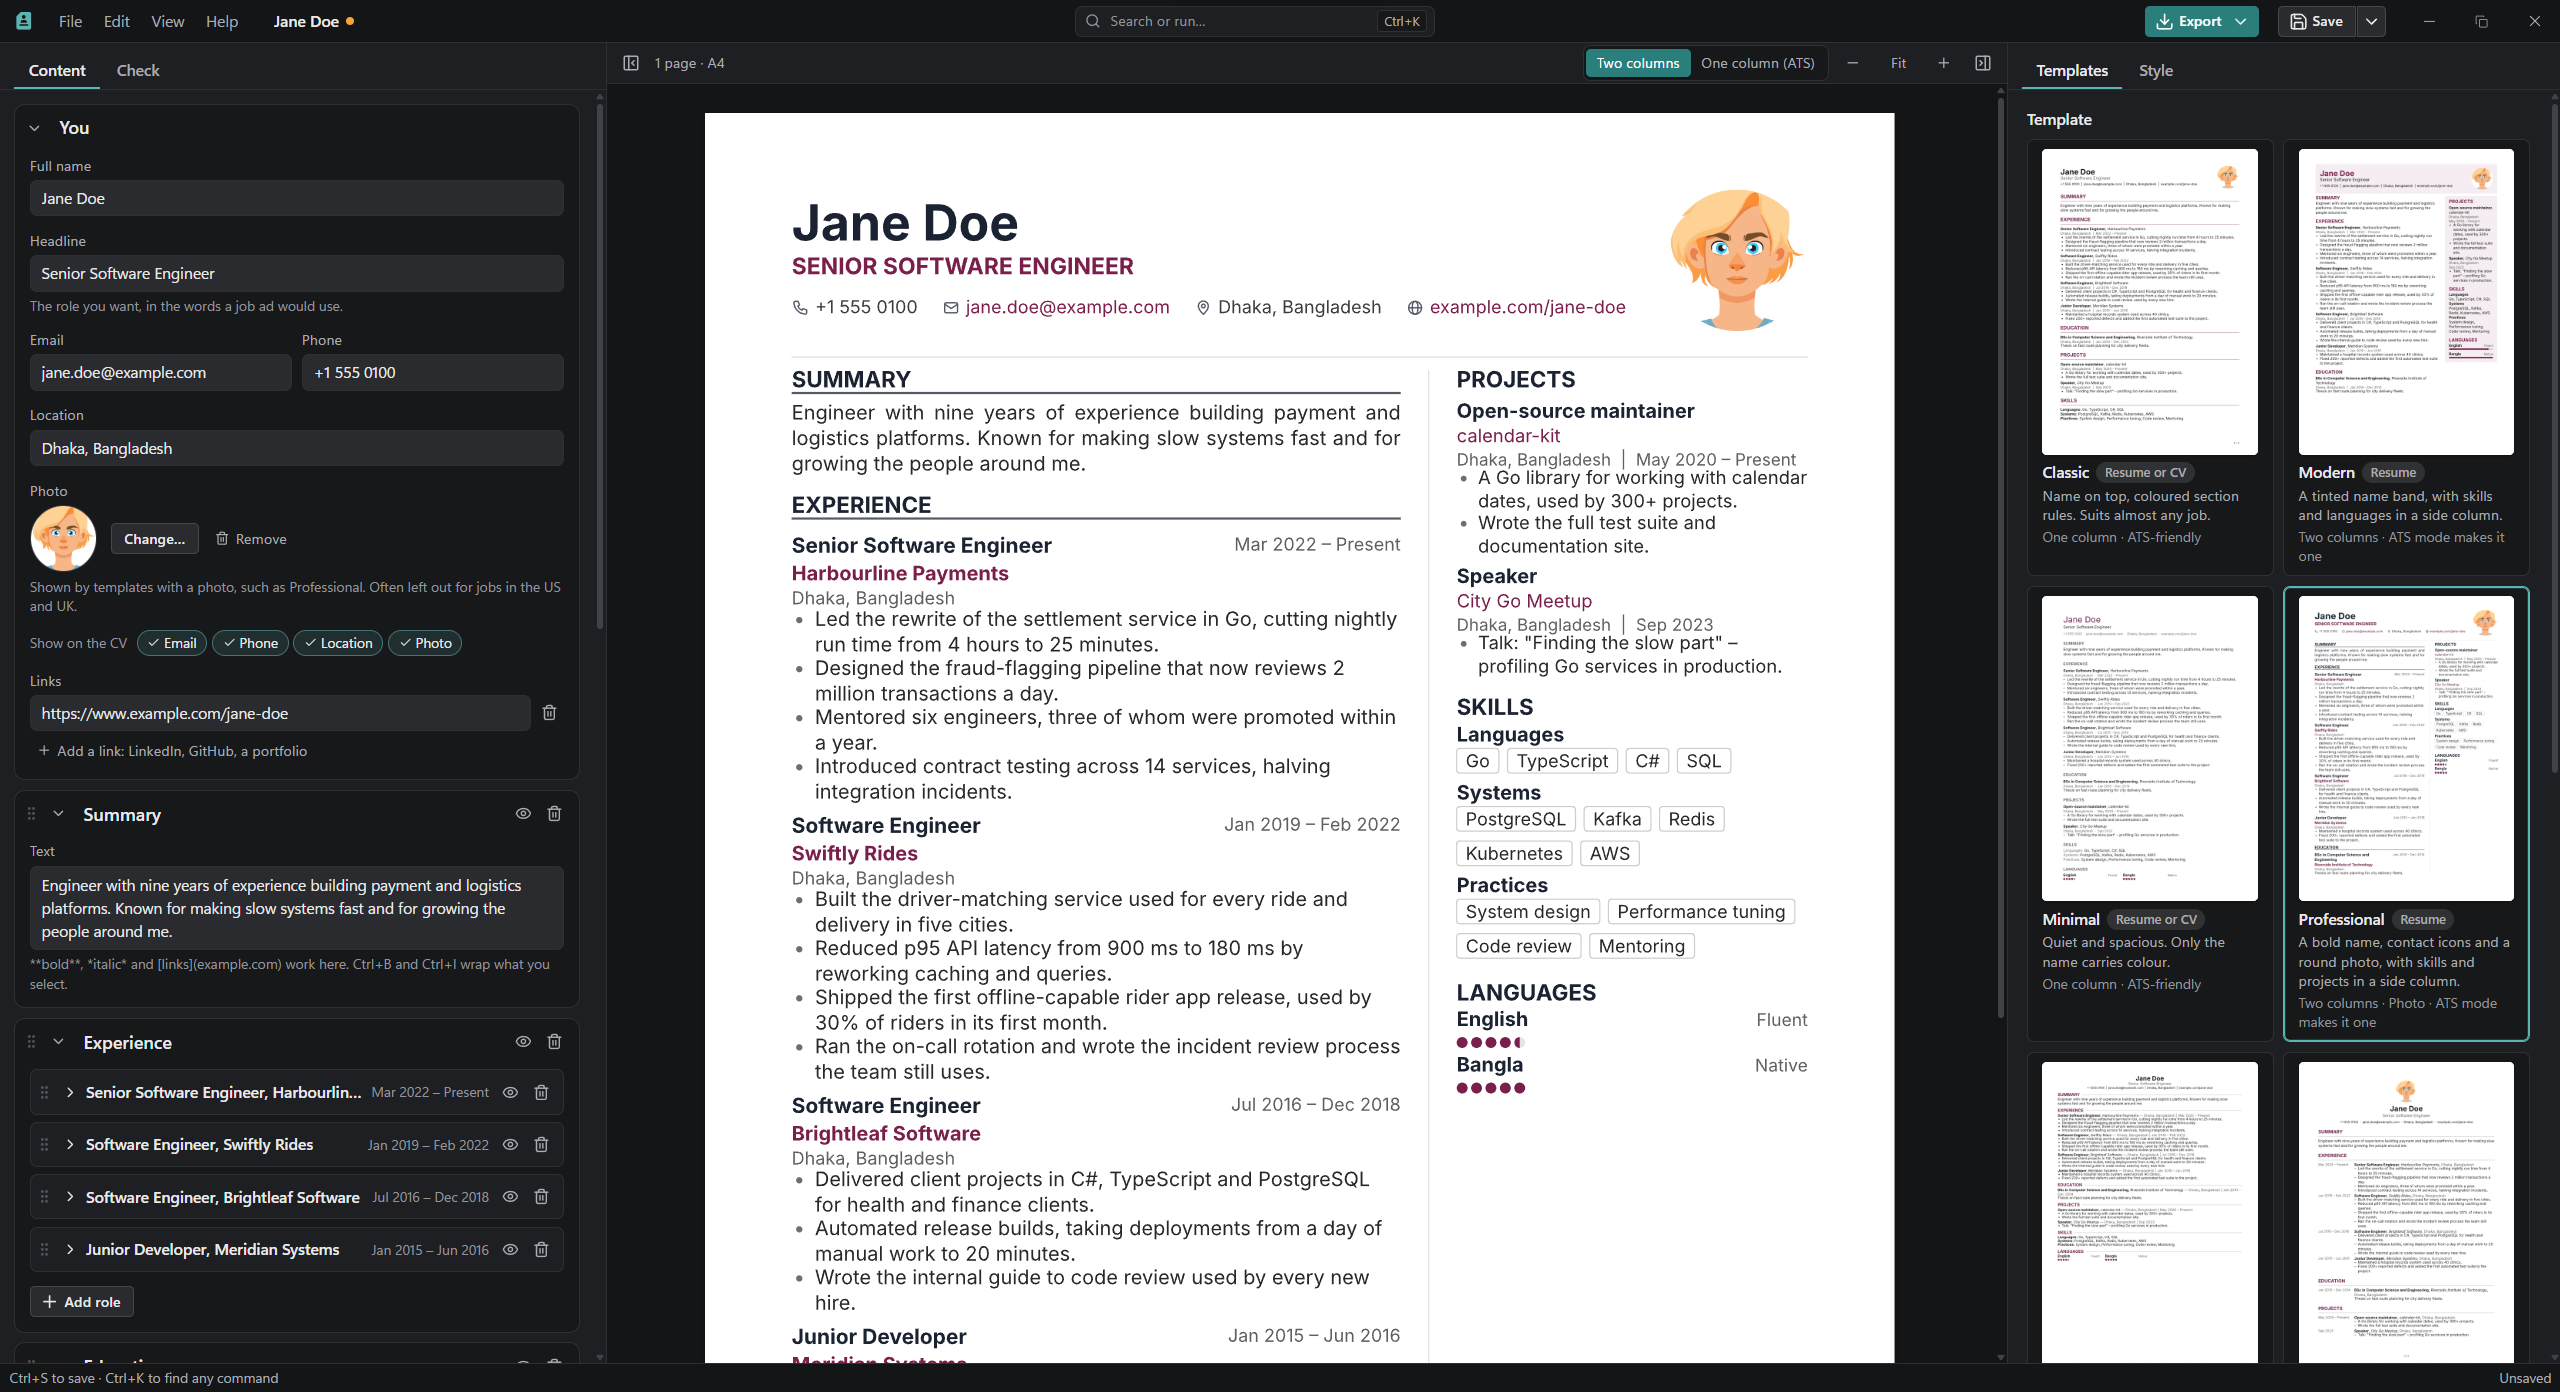 File Edit View Help Jane Doe
Search or run... Ctrl+K
Export Save
Content Check
You
Full name
Jane Doe
Headline
Senior Software Engineer
The role you want, in the words a job ad would use.
Email Phone
jane.doe@example.com +1 555 0100
Location
Dhaka, Bangladesh
Photo
Change... Remove
Shown by templates with a photo, such as Professional. Often left out for jobs in the US
and UK.
Show on the CV Email Phone Location Photo
Links
https://www.example.com/jane-doe
Add a link: LinkedIn, GitHub, a portfolio
Summary
Text
Engineer with nine years of experience building payment and logistics
platforms. Known for making slow systems fast and for growing the
people around me.
**bold**, *italic* and [links](example.com) work here. Ctrl+B and Ctrl+I wrap what you
select.
Experience
Senior Software Engineer, Harbourlin... Mar 2022 – Present
Software Engineer, Swiftly Rides Jan 2019 – Feb 2022
Software Engineer, Brightleaf Software Jul 2016 – Dec 2018
Junior Developer, Meridian Systems Jan 2015 – Jun 2016
Add role
1 page · A4
Two columns One column (ATS) Fit
Jane Doe
SENIOR SOFTWARE ENGINEER
+1 555 0100 jane.doe@example.com Dhaka, Bangladesh example.com/jane-doe
SUMMARY
Engineer with nine years of experience building payment and
logistics platforms. Known for making slow systems fast and for
growing the people around me.
EXPERIENCE
Senior Software Engineer Mar 2022 – Present
Harbourline Payments
Dhaka, Bangladesh
• Led the rewrite of the settlement service in Go, cutting nightly
run time from 4 hours to 25 minutes.
• Designed the fraud-flagging pipeline that now reviews 2
million transactions a day.
• Mentored six engineers, three of whom were promoted within
a year.
• Introduced contract testing across 14 services, halving
integration incidents.
Software Engineer Jan 2019 – Feb 2022
Swiftly Rides
Dhaka, Bangladesh
• Built the driver-matching service used for every ride and
delivery in five cities.
• Reduced p95 API latency from 900 ms to 180 ms by
reworking caching and queries.
• Shipped the first offline-capable rider app release, used by
30% of riders in its first month.
• Ran the on-call rotation and wrote the incident review process
the team still uses.
Software Engineer Jul 2016 – Dec 2018
Brightleaf Software
Dhaka, Bangladesh
• Delivered client projects in C#, TypeScript and PostgreSQL
for health and finance clients.
• Automated release builds, taking deployments from a day of
manual work to 20 minutes.
• Wrote the internal guide to code review used by every new
hire.
Junior Developer Jan 2015 – Jun 2016
Meridian Systems
PROJECTS
Open-source maintainer
calendar-kit
Dhaka, Bangladesh | May 2020 – Present
• A Go library for working with calendar
dates, used by 300+ projects.
• Wrote the full test suite and
documentation site.
Speaker
City Go Meetup
Dhaka, Bangladesh | Sep 2023
• Talk: "Finding the slow part" –
profiling Go services in production.
SKILLS
Languages
Go TypeScript C# SQL
Systems
PostgreSQL Kafka Redis
Kubernetes AWS
Practices
System design Performance tuning
Code review Mentoring
LANGUAGES
English Fluent
Bangla Native
Templates Style
Template
Classic Resume or CV
Name on top, coloured section
rules. Suits almost any job.
One column · ATS-friendly
Modern Resume
A tinted name band, with skills
and languages in a side column.
Two columns · ATS mode makes it
one
Minimal Resume or CV
Quiet and spacious. Only the
name carries colour.
One column · ATS-friendly
Professional Resume
A bold name, contact icons and a
round photo, with skills and
projects in a side column.
Two columns · Photo · ATS mode
makes it one
Ctrl+S to save · Ctrl+K to find any command
Unsaved